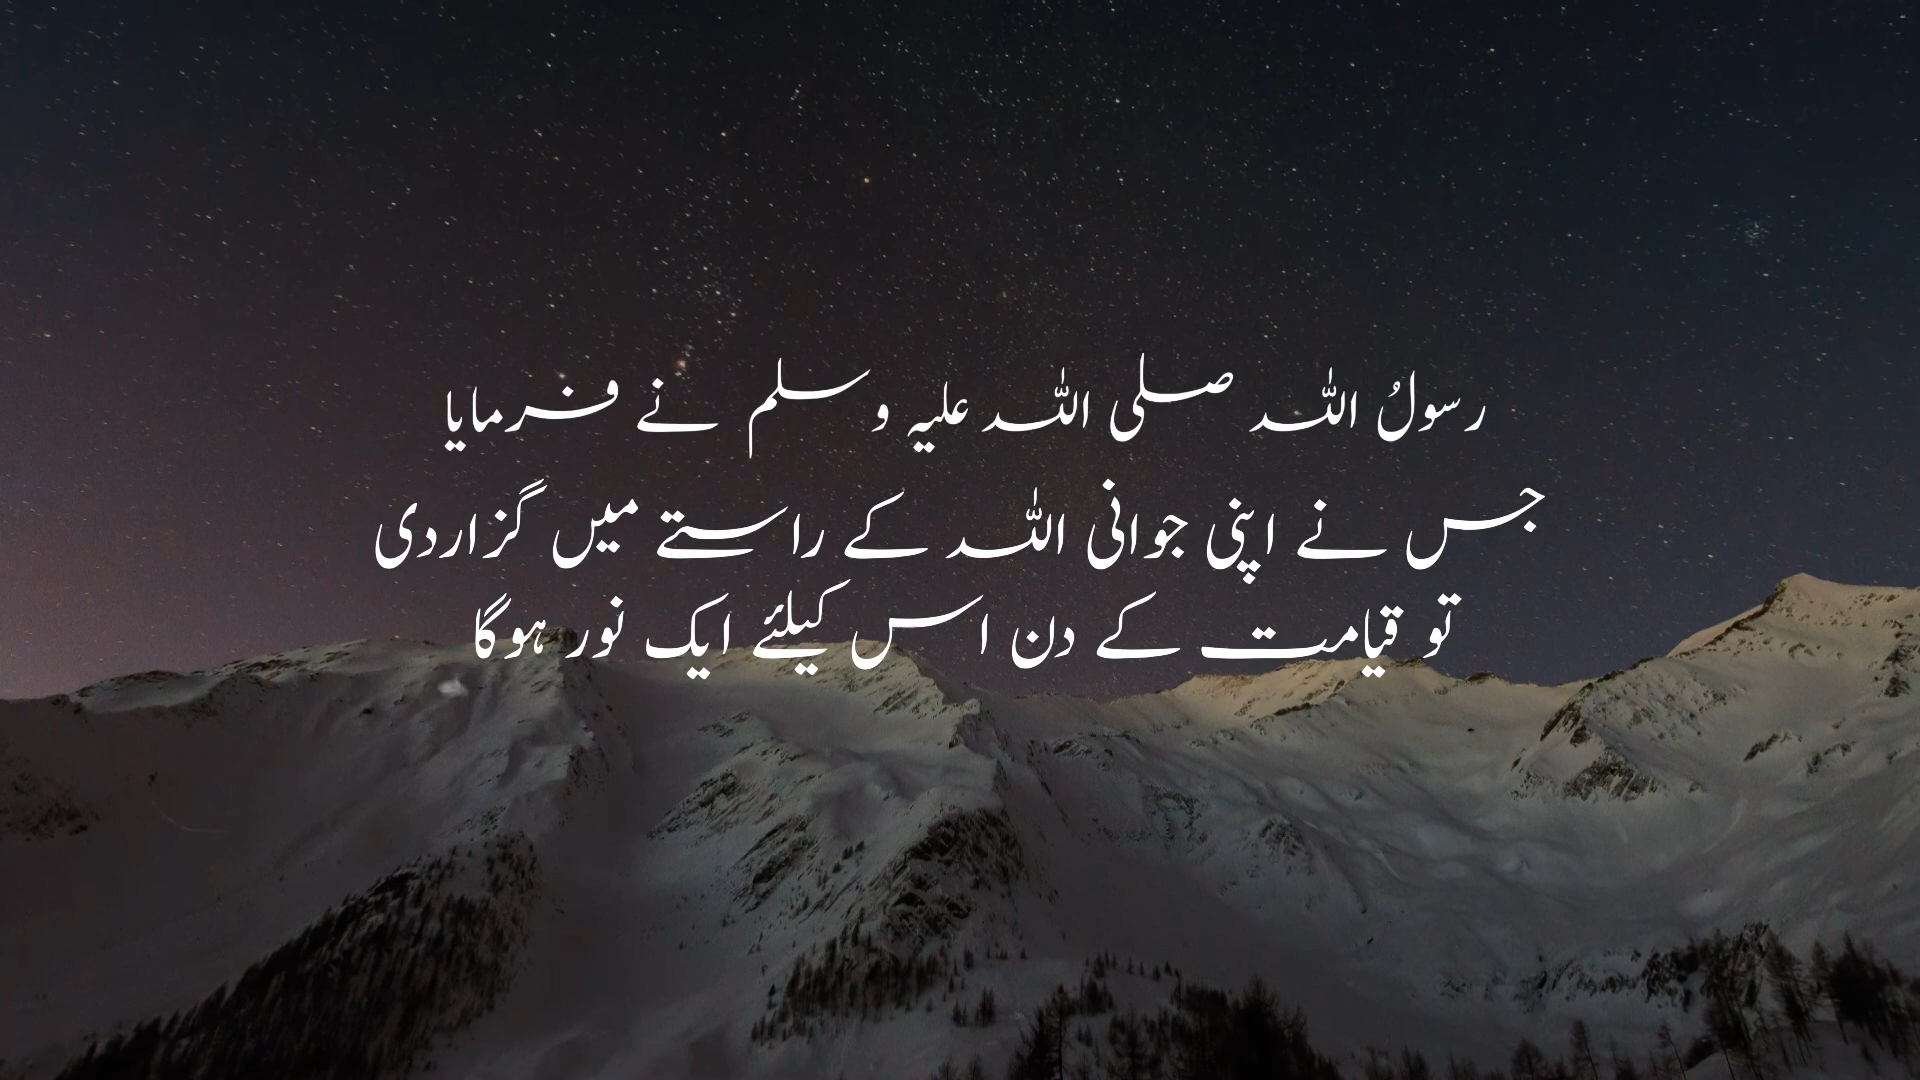 رسولُ اللہ صلی اللہ علیہ وسلم نے فرمایا
جس نے اپنی جوانی اللہ کے راستے میں گزاردی
تو قیامت کے دن اس کیلئے ایک نور ہوگا